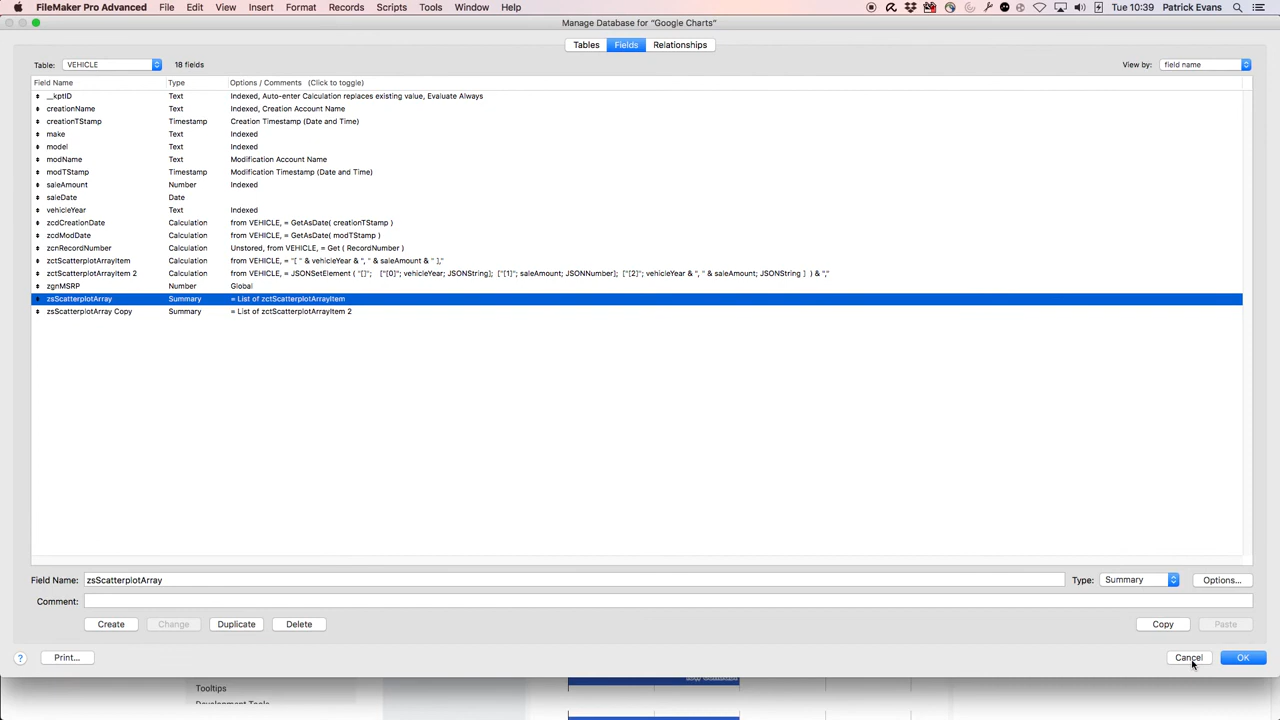 FileMaker Pro Advanced File Edit View Insert Format Records Scripts Tools Window Help Tue 10:39 Patrick Evans
Manage Database for “Google Charts”
Tables Fields Relationships
Table: VEHICLE 18 fields View by: field name
Field Name Type Options / Comments (Click to toggle)
__kptID Text Indexed, Auto-enter Calculation replaces existing value, Evaluate Always
creationName Text Indexed, Creation Account Name
creationTStamp Timestamp Creation Timestamp (Date and Time)
make Text Indexed
model Text Indexed
modName Text Modification Account Name
modTStamp Timestamp Modification Timestamp (Date and Time)
saleAmount Number Indexed
saleDate Date
vehicleYear Text Indexed
zcdCreationDate Calculation from VEHICLE, = GetAsDate( creationTStamp )
zcdModDate Calculation from VEHICLE, = GetAsDate( modTStamp )
zcnRecordNumber Calculation Unstored, from VEHICLE, = Get ( RecordNumber )
zctScatterplotArrayItem Calculation from VEHICLE, = "[ " & vehicleYear & ", " & saleAmount & " ],"
zctScatterplotArrayItem 2 Calculation from VEHICLE, = JSONSetElement ( "[]"; ["[0]"; vehicleYear; JSONString]; ["[1]"; saleAmount; JSONNumber]; ["[2]"; vehicleYear & ", " & saleAmount; JSONString ] ) & ","
zgnMSRP Number Global
zsScatterplotArray Summary = List of zctScatterplotArrayItem
zsScatterplotArray Copy Summary = List of zctScatterplotArrayItem 2
Field Name: zsScatterplotArray Type: Summary Options...
Comment:
Create Change Duplicate Delete Copy Paste
? Print... Cancel OK
Tooltips
Development Tools